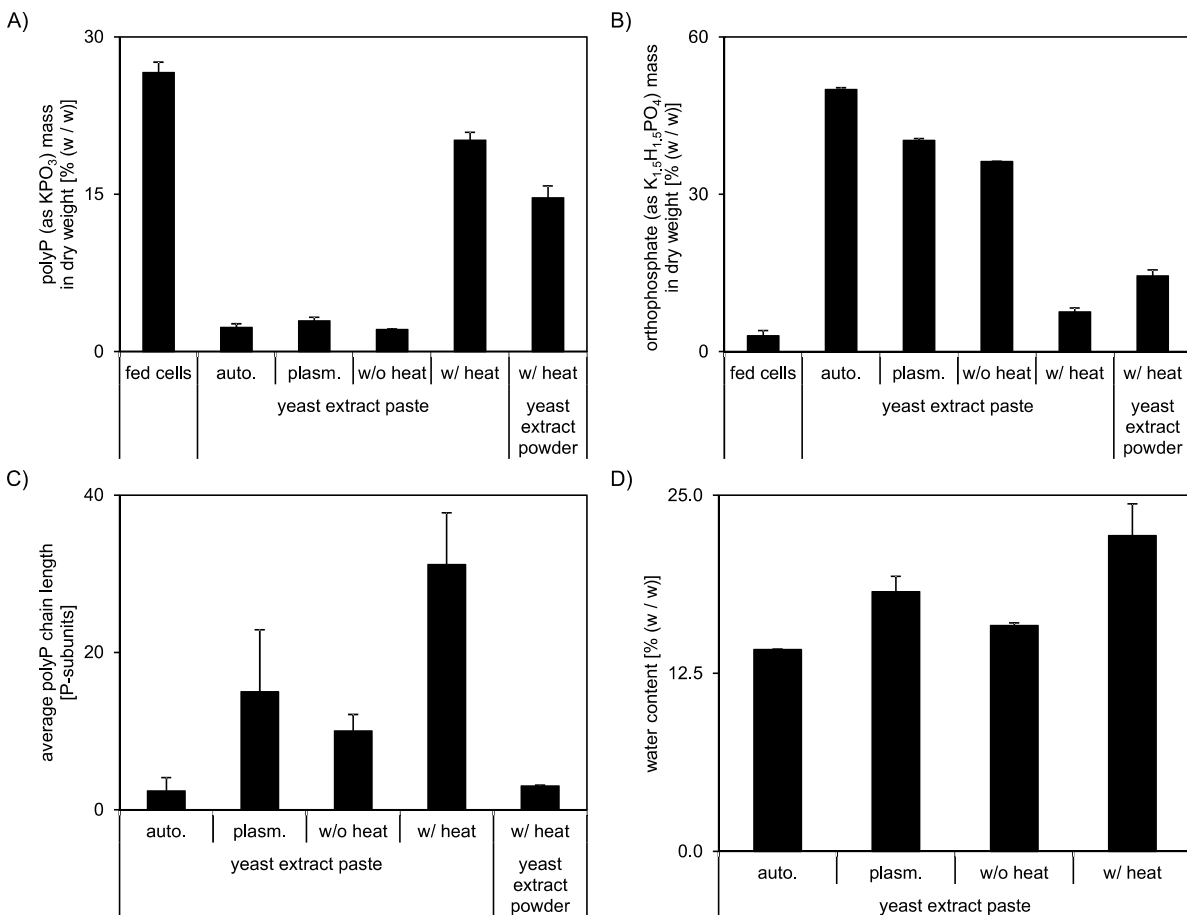 A)
polyP (as KPO3) mass
in dry weight [% (w / w)]
30
15
0
fed cells
auto.
plasm.
w/o heat
w/ heat
w/ heat
yeast extract paste
yeast
extract
powder
B)
orthophosphate (as K1.5H1.5PO4) mass
in dry weight [% (w / w)]
60
30
0
fed cells
auto.
plasm.
w/o heat
w/ heat
w/ heat
yeast extract paste
yeast
extract
powder
C)
average polyP chain length
[P-subunits]
40
20
0
auto.
plasm.
w/o heat
w/ heat
w/ heat
yeast extract paste
yeast
extract
powder
D)
water content [% (w / w)]
25.0
12.5
0.0
auto.
plasm.
w/o heat
w/ heat
yeast extract paste